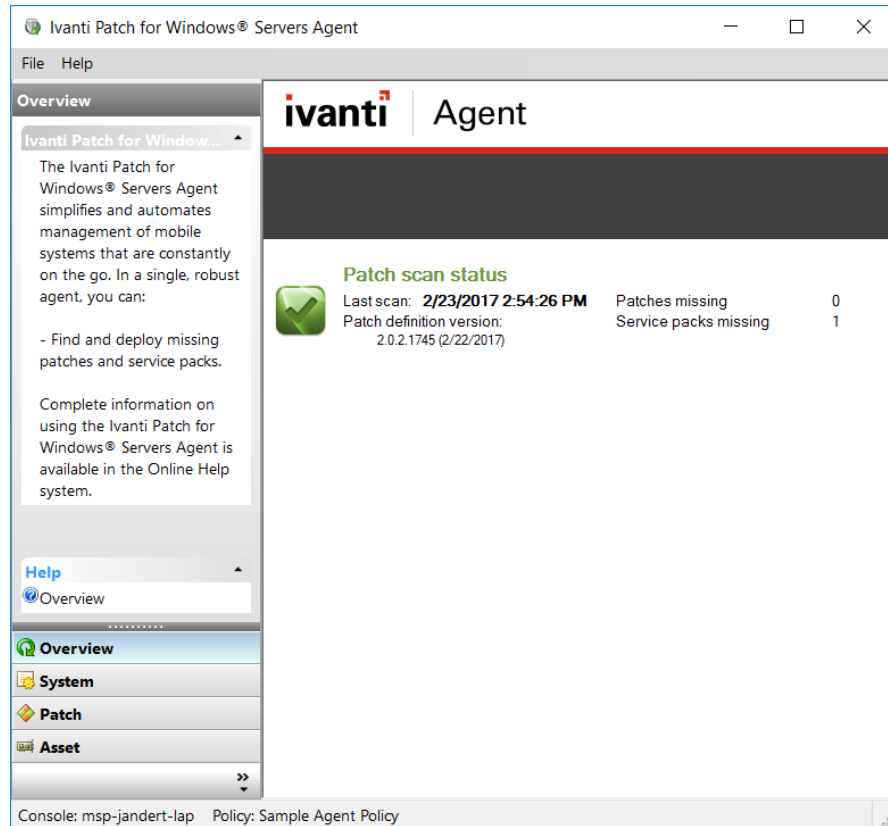 Ivanti Patch for Windows® Servers Agent
File Help
Overview
Ivanti Patch for Window...
The Ivanti Patch for
Windows® Servers Agent
simplifies and automates
management of mobile
systems that are constantly
on the go. In a single, robust
agent, you can:
- Find and deploy missing
patches and service packs.
Complete information on
using the Ivanti Patch for
Windows® Servers Agent is
available in the Online Help
system.
Help
Overview
Overview
System
Patch
Asset
ivanti Agent
Patch scan status
Last scan: 2/23/2017 2:54:26 PM Patches missing 0
Patch definition version: Service packs missing 1
2.0.2.1745 (2/22/2017)
Console: msp-jandert-lap Policy: Sample Agent Policy